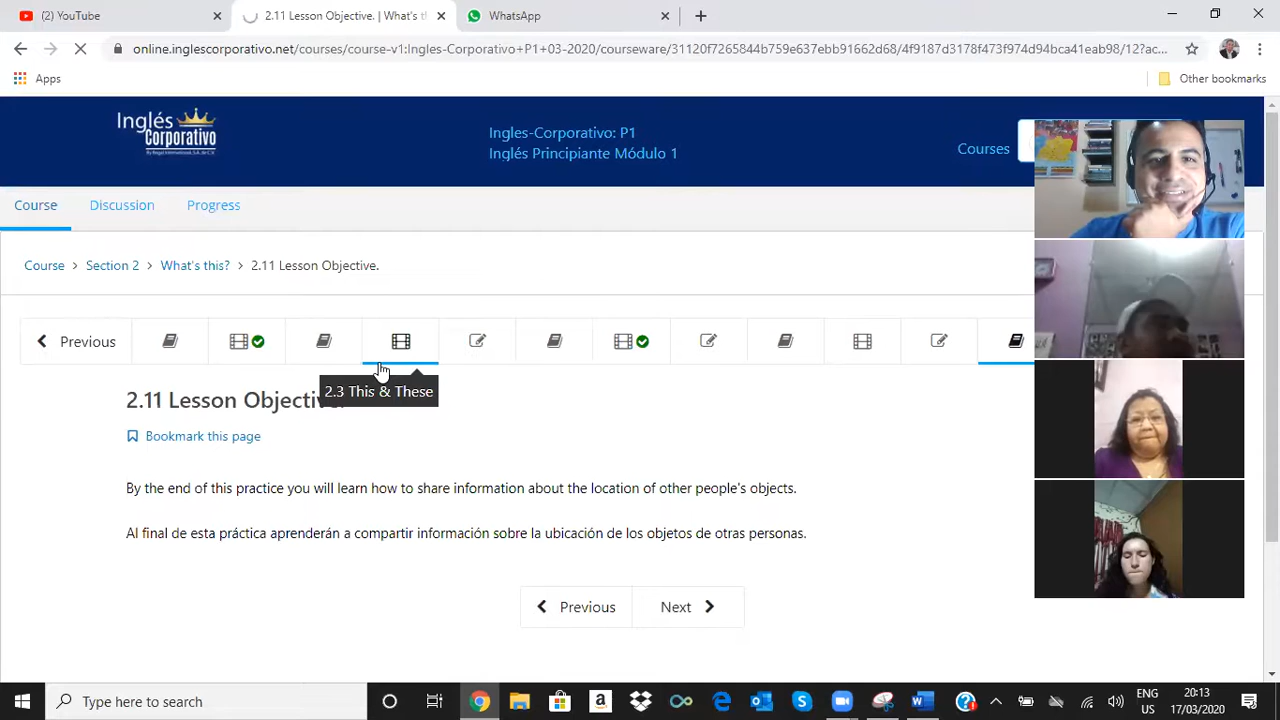 (2) YouTube
2.11 Lesson Objective. | What's th
WhatsApp
online.inglescorporativo.net/courses/course-v1:Ingles-Corporativo+P1+03-2020/courseware/31120f7265844b759e637ebb91662d68/4f9187d3178f473f974d94bca41eab98/12?ac...
Apps
Other bookmarks
Inglés
Corporativo
Ingles-Corporativo: P1
Inglés Principiante Módulo 1
Courses
Course
Discussion
Progress
Course > Section 2 > What's this? > 2.11 Lesson Objective.
Previous
2.3 This & These
2.11 Lesson Objective.
Bookmark this page
By the end of this practice you will learn how to share information about the location of other people's objects.
Al final de esta práctica aprenderán a compartir información sobre la ubicación de los objetos de otras personas.
Previous
Next
Type here to search
ENG
US
20:13
17/03/2020